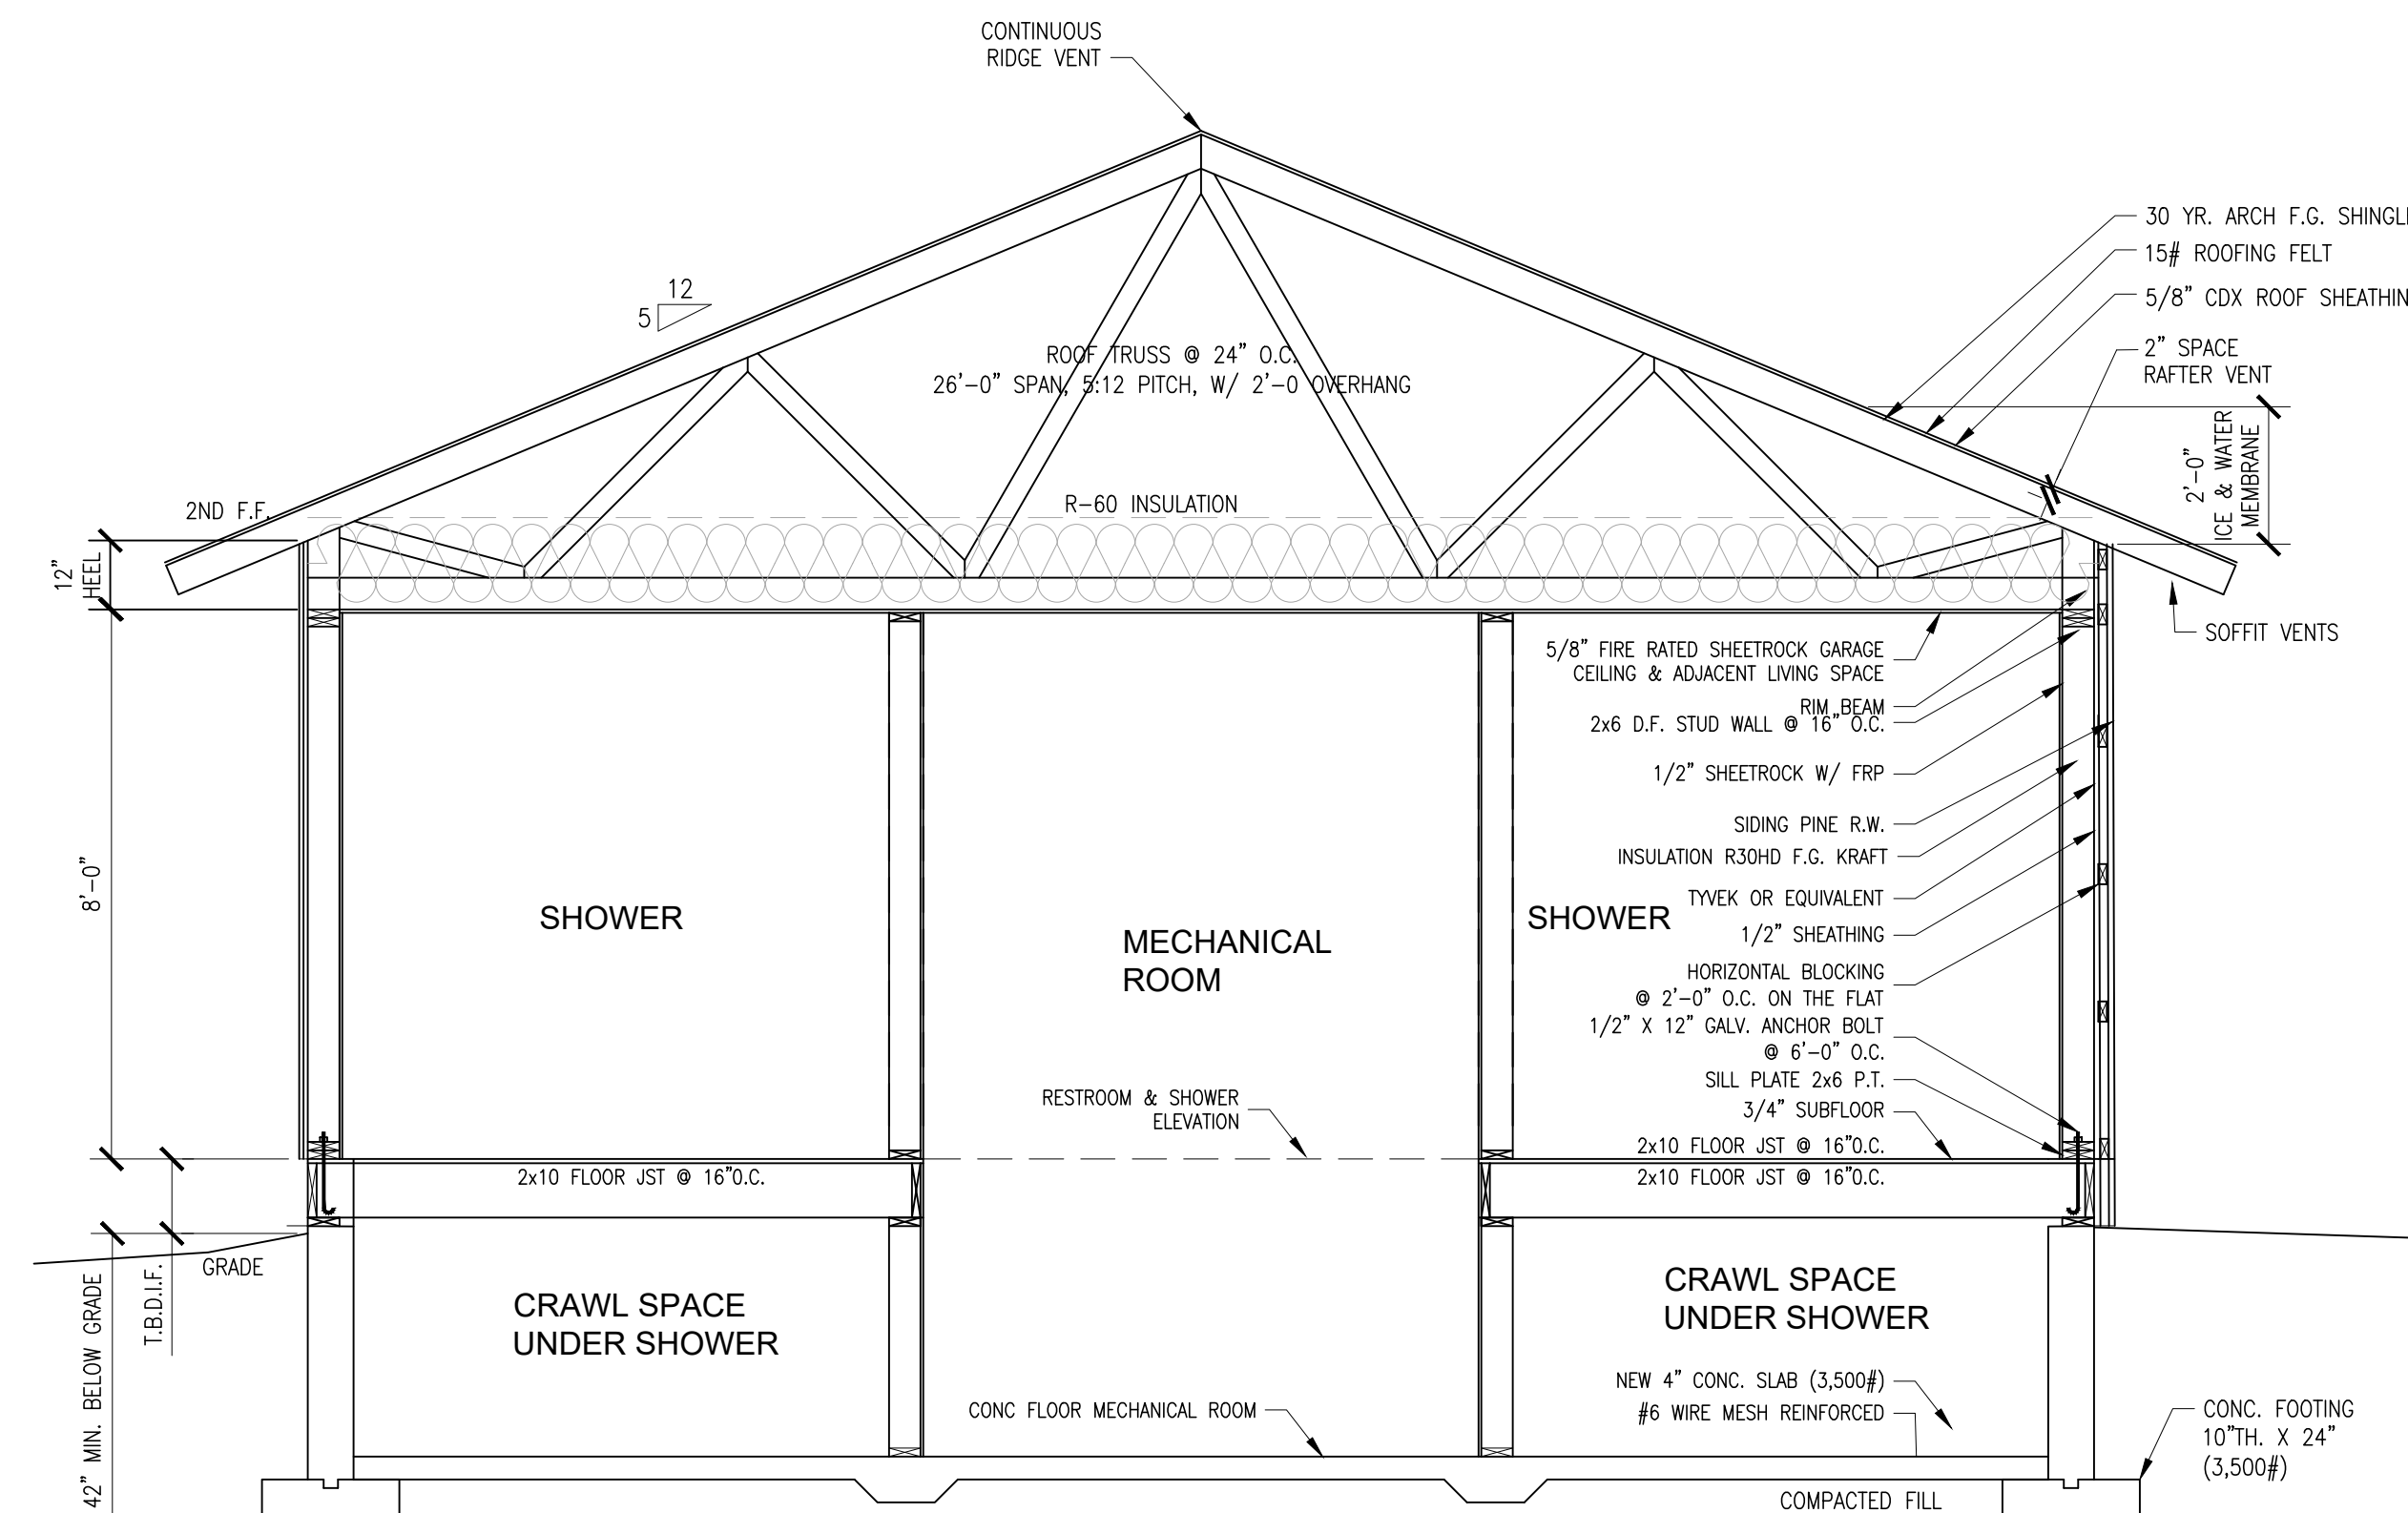 CONTINUOUS
RIDGE VENT
30 YR. ARCH F.G. SHINGL
15# ROOFING FELT
5/8" CDX ROOF SHEATHIN
2" SPACE
RAFTER VENT
12
5
ROOF TRUSS @ 24" O.C.
26'-0" SPAN, 5:12 PITCH, W/ 2'-0 OVERHANG
2'-0"
ICE & WATER
MEMBRANE
R-60 INSULATION
2ND F.F.
12"
HEEL
SOFFIT VENTS
5/8" FIRE RATED SHEETROCK GARAGE
CEILING & ADJACENT LIVING SPACE
RIM BEAM
2x6 D.F. STUD WALL @ 16" O.C.
1/2" SHEETROCK W/ FRP
SIDING PINE R.W.
INSULATION R30HD F.G. KRAFT
TYVEK OR EQUIVALENT
1/2" SHEATHING
HORIZONTAL BLOCKING
@ 2'-0" O.C. ON THE FLAT
1/2" X 12" GALV. ANCHOR BOLT
@ 6'-0" O.C.
SILL PLATE 2x6 P.T.
3/4" SUBFLOOR
2x10 FLOOR JST @ 16"O.C.
2x10 FLOOR JST @ 16"O.C.
8'-0"
SHOWER
MECHANICAL
ROOM
SHOWER
RESTROOM & SHOWER
ELEVATION
2x10 FLOOR JST @ 16"O.C.
GRADE
T.B.D.I.F.
42" MIN. BELOW GRADE
CRAWL SPACE
UNDER SHOWER
CRAWL SPACE
UNDER SHOWER
NEW 4" CONC. SLAB (3,500#)
#6 WIRE MESH REINFORCED
CONC FLOOR MECHANICAL ROOM
CONC. FOOTING
10"TH. X 24"
(3,500#)
COMPACTED FILL